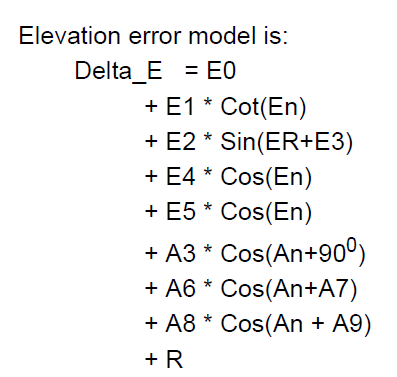 Elevation error model is:
Delta_E = E0
+ E1 * Cot(En)
+ E2 * Sin(ER+E3)
+ E4 * Cos(En)
+ E5 * Cos(En)
+ A3 * Cos(An+90⁰)
+ A6 * Cos(An+A7)
+ A8 * Cos(An + A9)
+ R